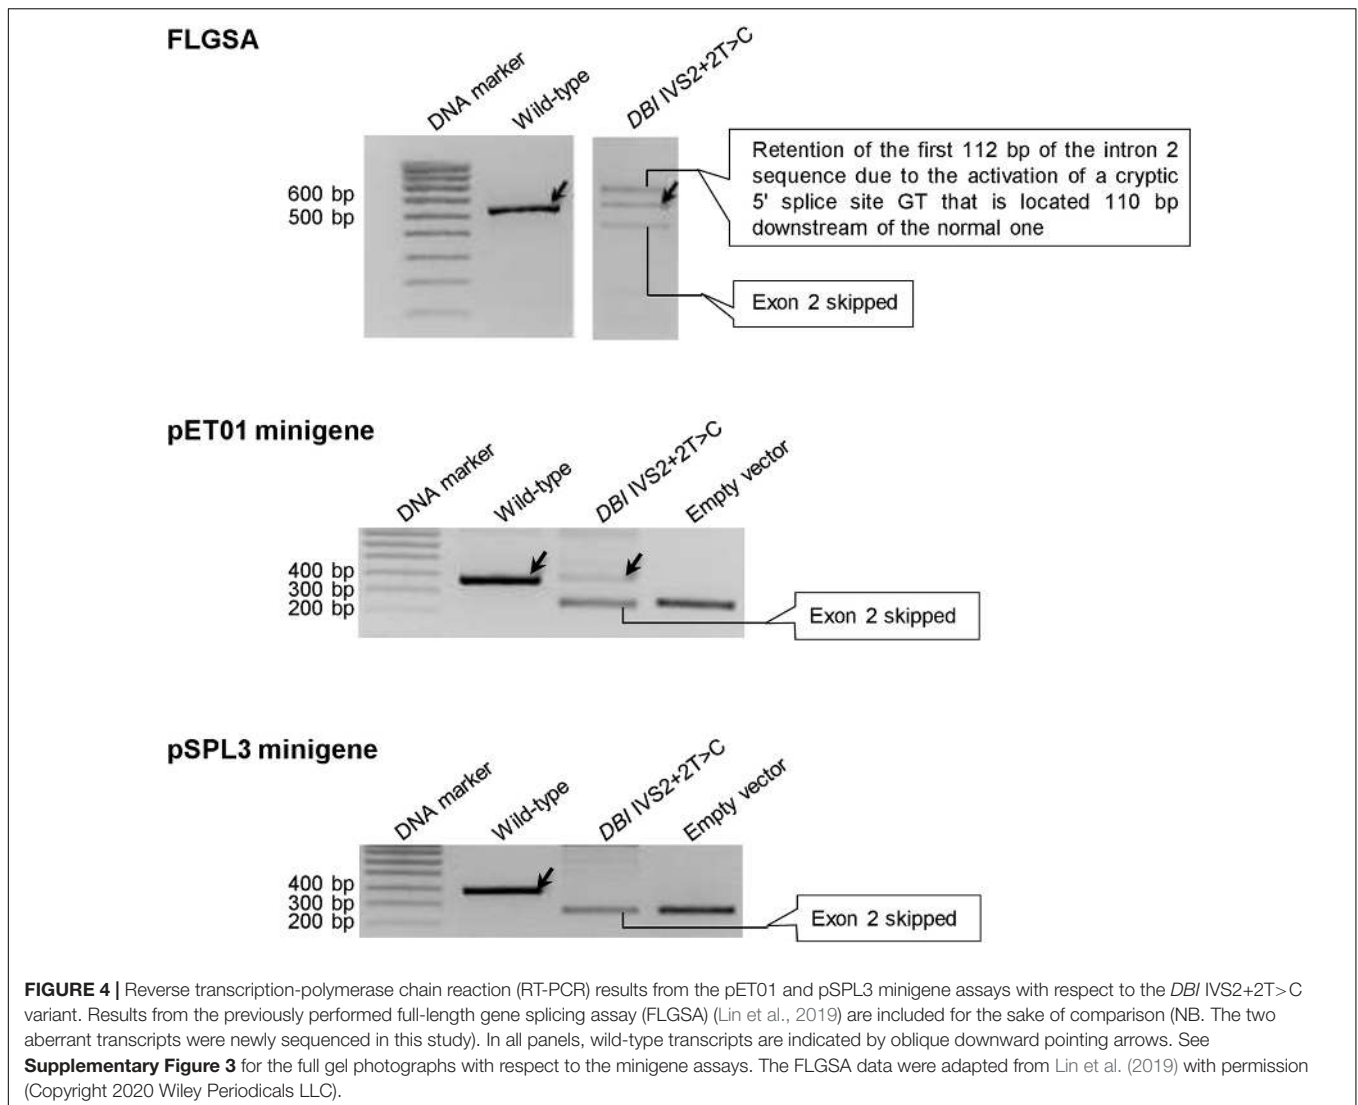 FLGSA
DNA marker
Wild-type
DBI IVS2+2T>C
600 bp
500 bp
Retention of the first 112 bp of the intron 2
sequence due to the activation of a cryptic
5' splice site GT that is located 110 bp
downstream of the normal one
Exon 2 skipped
pET01 minigene
DNA marker
Wild-type
DBI IVS2+2T>C
Empty vector
400 bp
300 bp
200 bp
Exon 2 skipped
pSPL3 minigene
DNA marker
Wild-type
DBI IVS2+2T>C
Empty vector
400 bp
300 bp
200 bp
Exon 2 skipped
FIGURE 4 | Reverse transcription-polymerase chain reaction (RT-PCR) results from the pET01 and pSPL3 minigene assays with respect to the DBI IVS2+2T>C
variant. Results from the previously performed full-length gene splicing assay (FLGSA) (Lin et al., 2019) are included for the sake of comparison (NB. The two
aberrant transcripts were newly sequenced in this study). In all panels, wild-type transcripts are indicated by oblique downward pointing arrows. See
Supplementary Figure 3 for the full gel photographs with respect to the minigene assays. The FLGSA data were adapted from Lin et al. (2019) with permission
(Copyright 2020 Wiley Periodicals LLC).